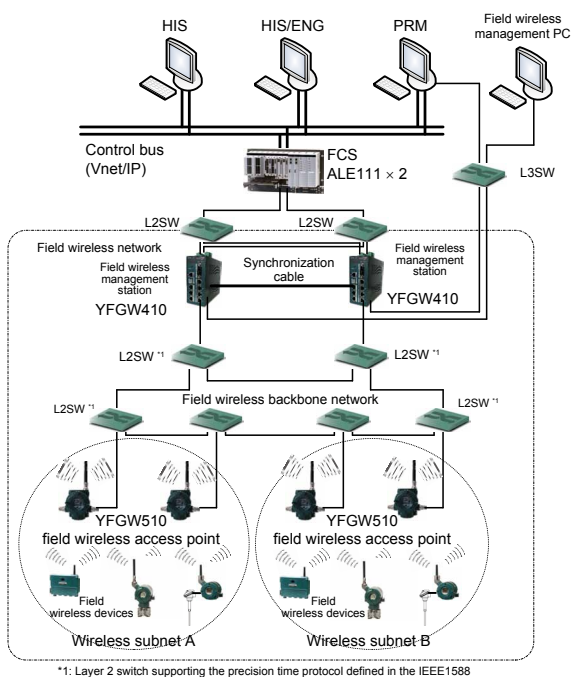 HIS
HIS/ENG
PRM
Field wireless
management PC
Control bus
(Vnet/IP)
FCS
ALE111 × 2
L3SW
L2SW
L2SW
Field wireless network
Field wireless
management
station
YFGW410
Synchronization
cable
Field wireless
management
station
YFGW410
L2SW *1
L2SW *1
L2SW *1
Field wireless backbone network
L2SW *1
YFGW510
field wireless access point
YFGW510
field wireless access point
Field
wireless devices
Field
wireless devices
Wireless subnet A
Wireless subnet B
*1: Layer 2 switch supporting the precision time protocol defined in the IEEE1588